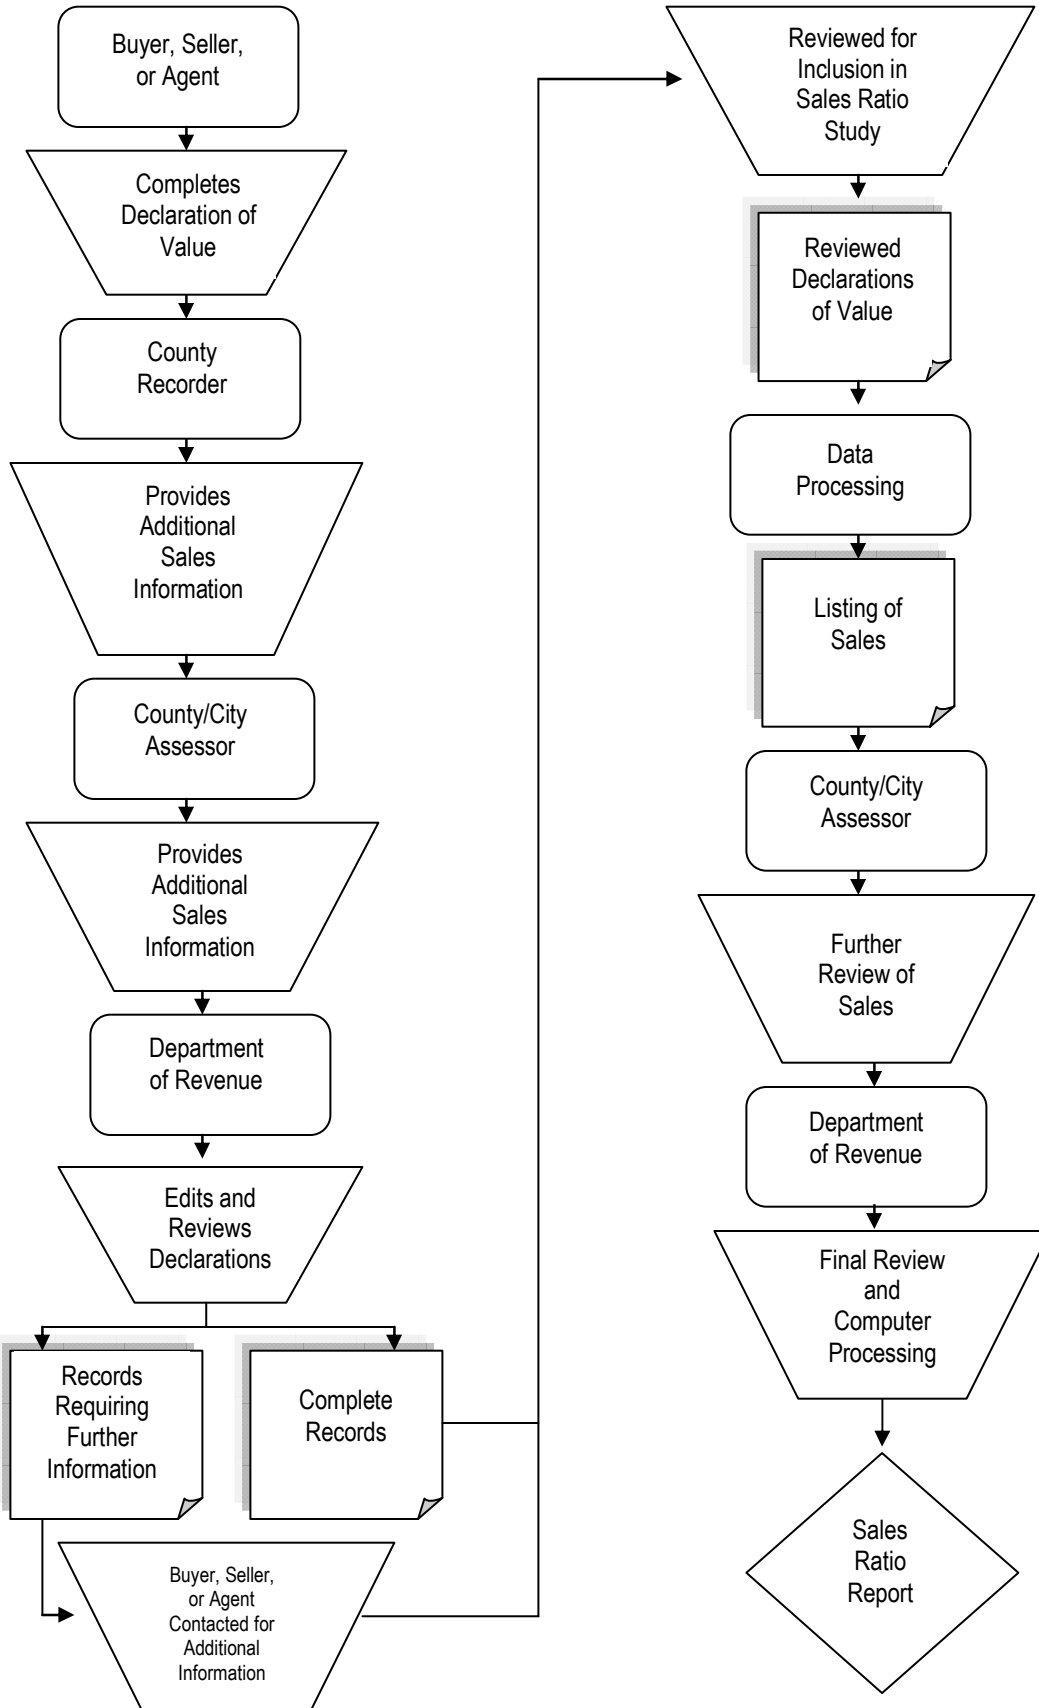 Buyer, Seller,
or Agent
Completes
Declaration of
Value
County
Recorder
Provides
Additional
Sales
Information
County/City
Assessor
Provides
Additional
Sales
Information
Department
of Revenue
Edits and
Reviews
Declarations
Records
Requiring
Further
Information
Complete
Records
Buyer, Seller,
or Agent
Contacted for
Additional
Information
Reviewed for
Inclusion in
Sales Ratio
Study
Reviewed
Declarations
of Value
Data
Processing
Listing of
Sales
County/City
Assessor
Further
Review of
Sales
Department
of Revenue
Final Review
and
Computer
Processing
Sales
Ratio
Report